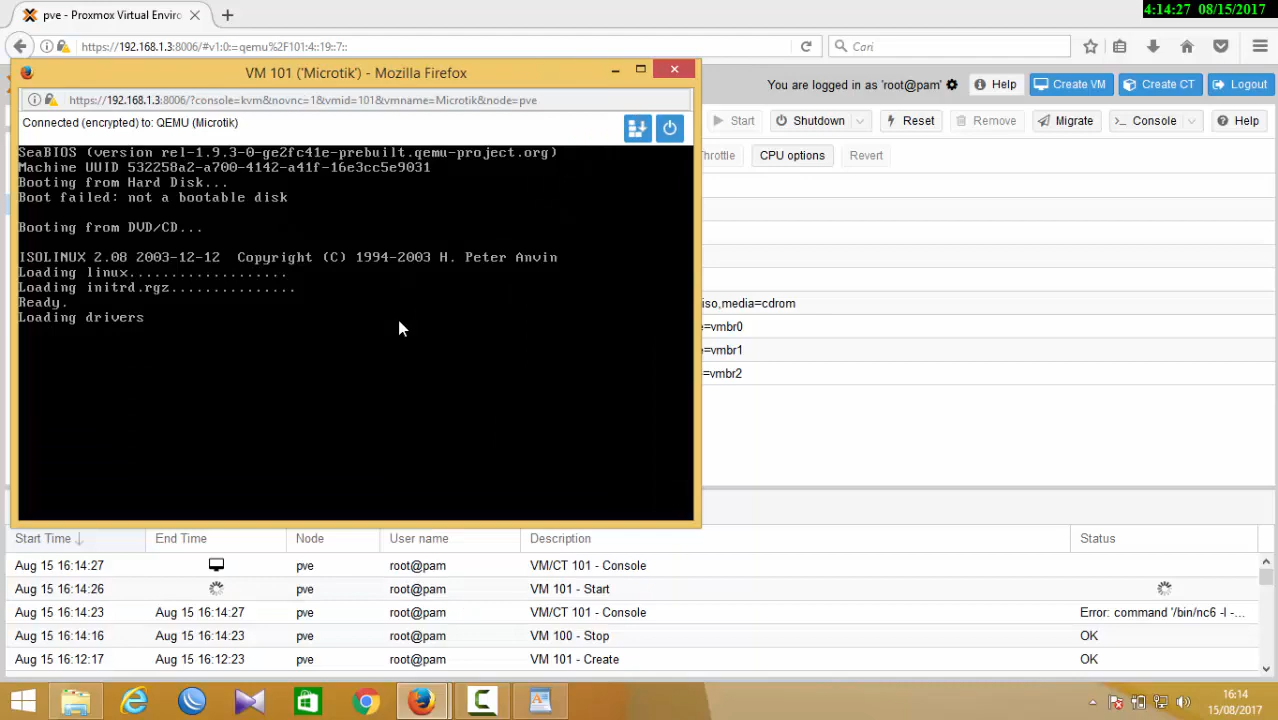 pve - Proxmox Virtual Enviro
4:14:27 08/15/2017
https://192.168.1.3:8006/#v1:0:=qemu%2F101:4::19::7::
Cari
VM 101 ('Microtik') - Mozilla Firefox
You are logged in as 'root@pam'
Help
Create VM
Create CT
Logout
https://192.168.1.3:8006/?console=kvm&novnc=1&vmid=101&vmname=Microtik&node=pve
Start
Shutdown
Reset
Remove
Migrate
>_ Console
Help
Connected (encrypted) to: QEMU (Microtik)
Throttle
CPU options
Revert
SeaBIOS (version rel-1.9.3-0-ge2fc41e-prebuilt.qemu-project.org)
Machine UUID 532258a2-a700-4142-a41f-16e3cc5e9031
Booting from Hard Disk...
Boot failed: not a bootable disk
Booting from DVD/CD...
ISOLINUX 2.08 2003-12-12 Copyright (C) 1994-2003 H. Peter Anvin
Loading linux...................
Loading initrd.rgz...............
Ready.
Loading drivers
iso,media=cdrom
=vmbr0
=vmbr1
=vmbr2
Start Time End Time Node User name Description Status
Aug 15 16:14:27 pve root@pam VM/CT 101 - Console
Aug 15 16:14:26 pve root@pam VM 101 - Start
Aug 15 16:14:23 Aug 15 16:14:27 pve root@pam VM/CT 101 - Console Error: command '/bin/nc6 -l -...
Aug 15 16:14:16 Aug 15 16:14:23 pve root@pam VM 100 - Stop OK
Aug 15 16:12:17 Aug 15 16:12:23 pve root@pam VM 101 - Create OK
16:14
15/08/2017